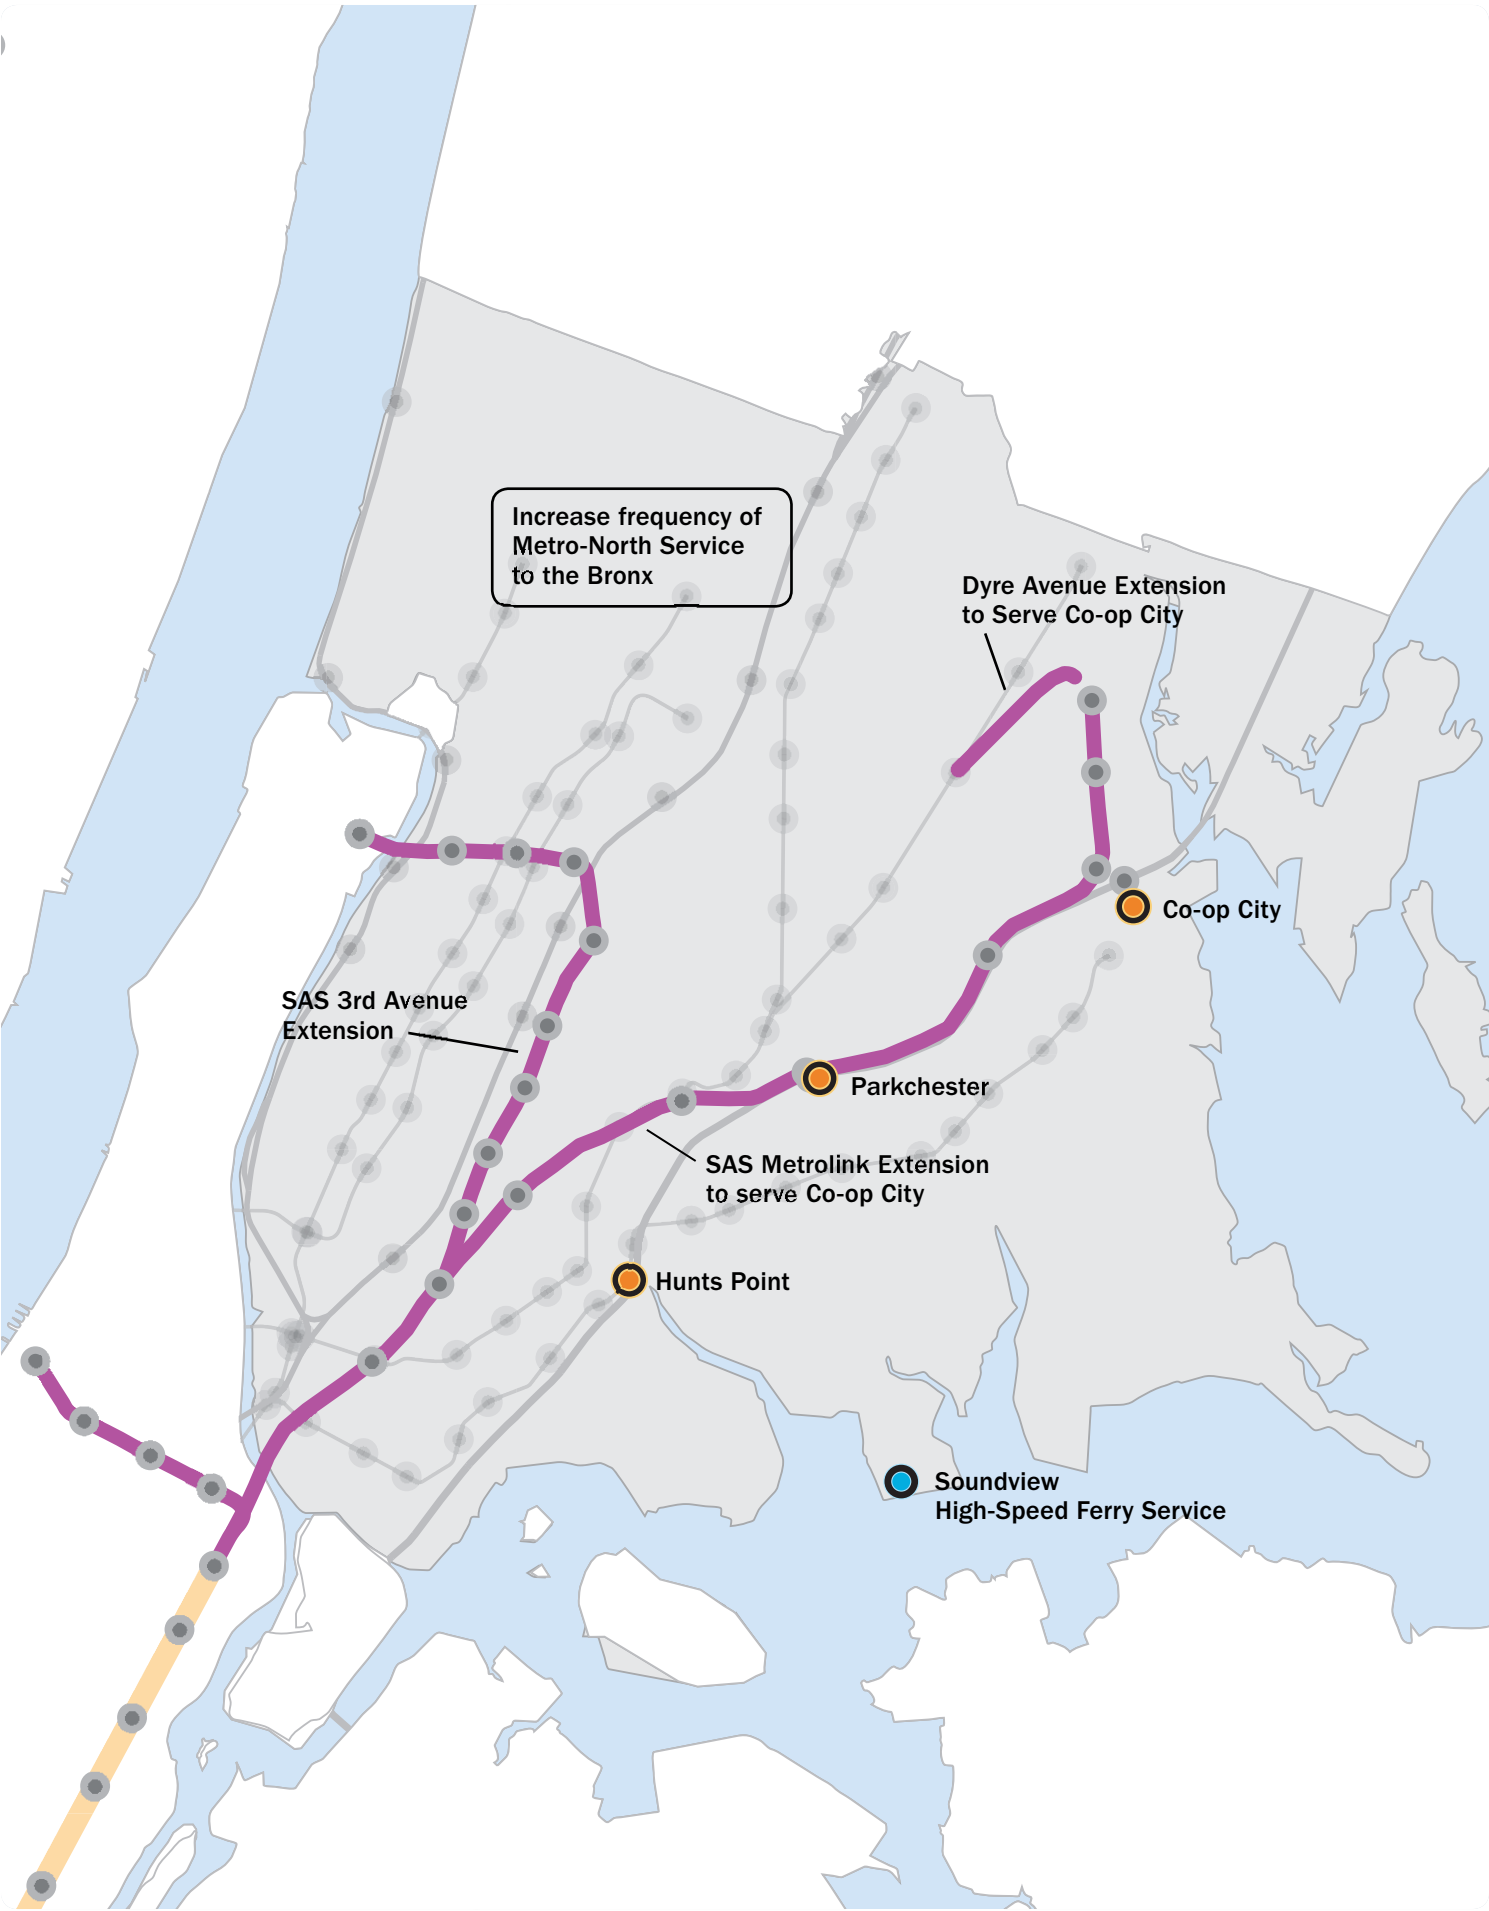 Increase frequency of
Metro-North Service
to the Bronx
Dyre Avenue Extension
to Serve Co-op City
Co-op City
SAS 3rd Avenue
Extension
Parkchester
SAS Metrolink Extension
to serve Co-op City
Hunts Point
Soundview
High-Speed Ferry Service